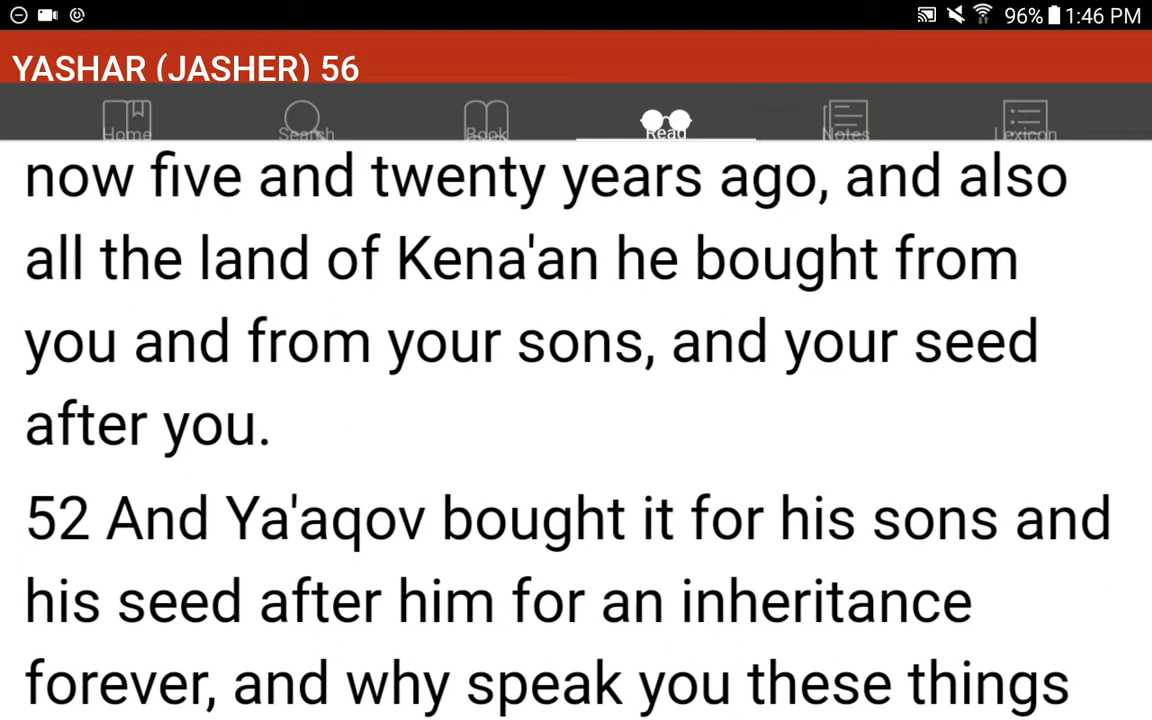 96% 1:46 PM
YASHAR (JASHER) 56
Home Search Book Read Notes Lexicon
now five and twenty years ago, and also
all the land of Kena'an he bought from
you and from your sons, and your seed
after you.
52 And Ya'aqov bought it for his sons and
his seed after him for an inheritance
forever, and why speak you these things